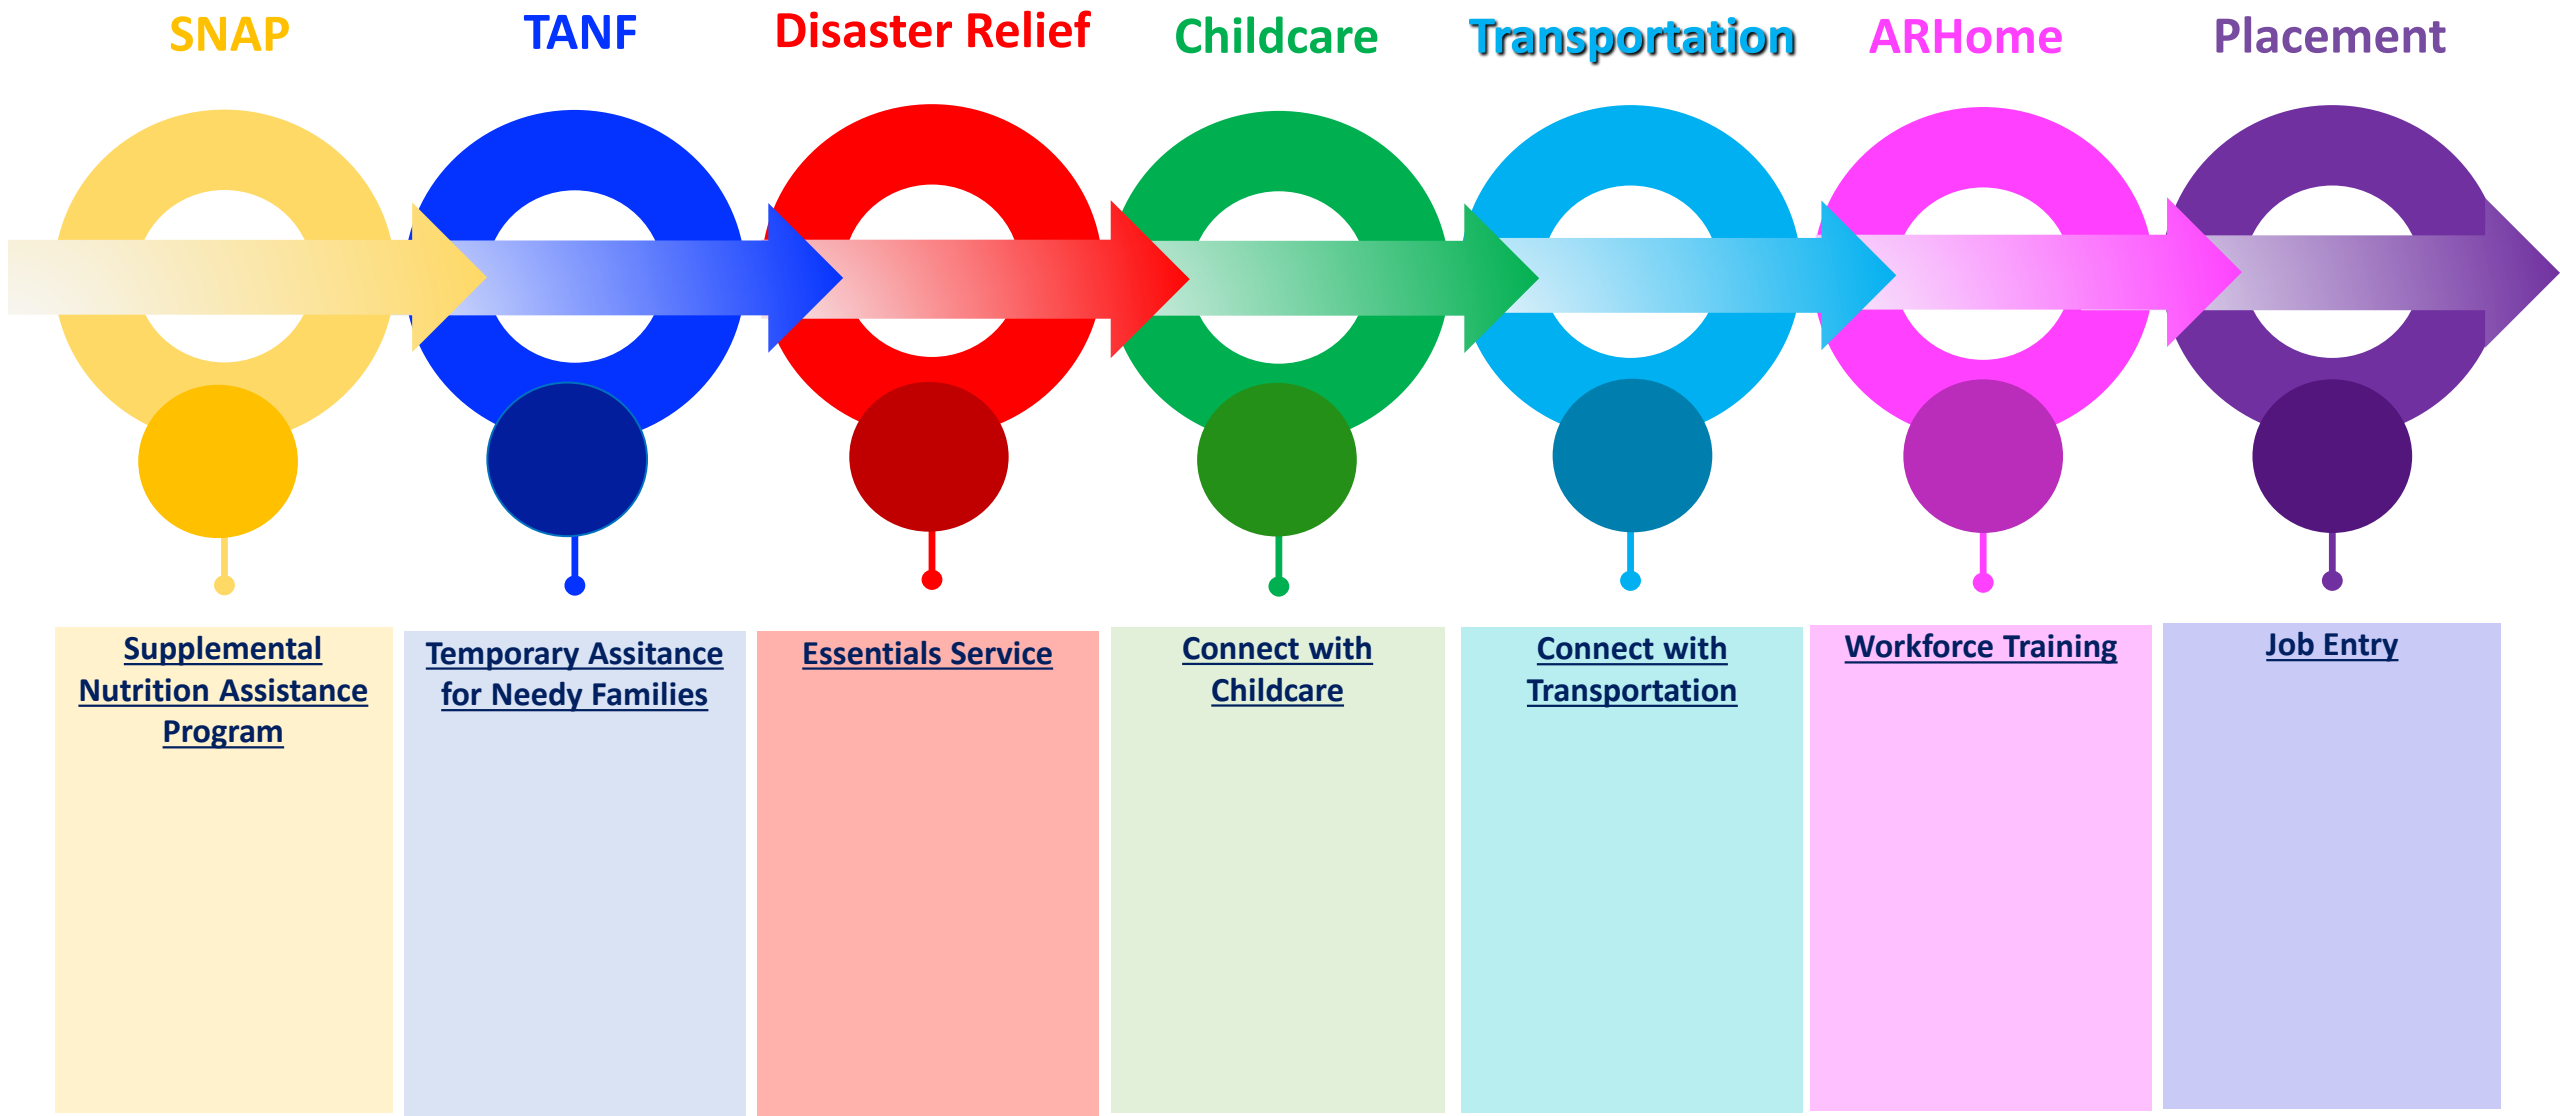 SNAP
TANF
Disaster Relief
Childcare
Transportation
ARHome
Placement
Supplemental
Nutrition Assistance
Program
Temporary Assitance
for Needy Families
Essentials Service
Connect with
Childcare
Connect with
Transportation
Workforce Training
Job Entry